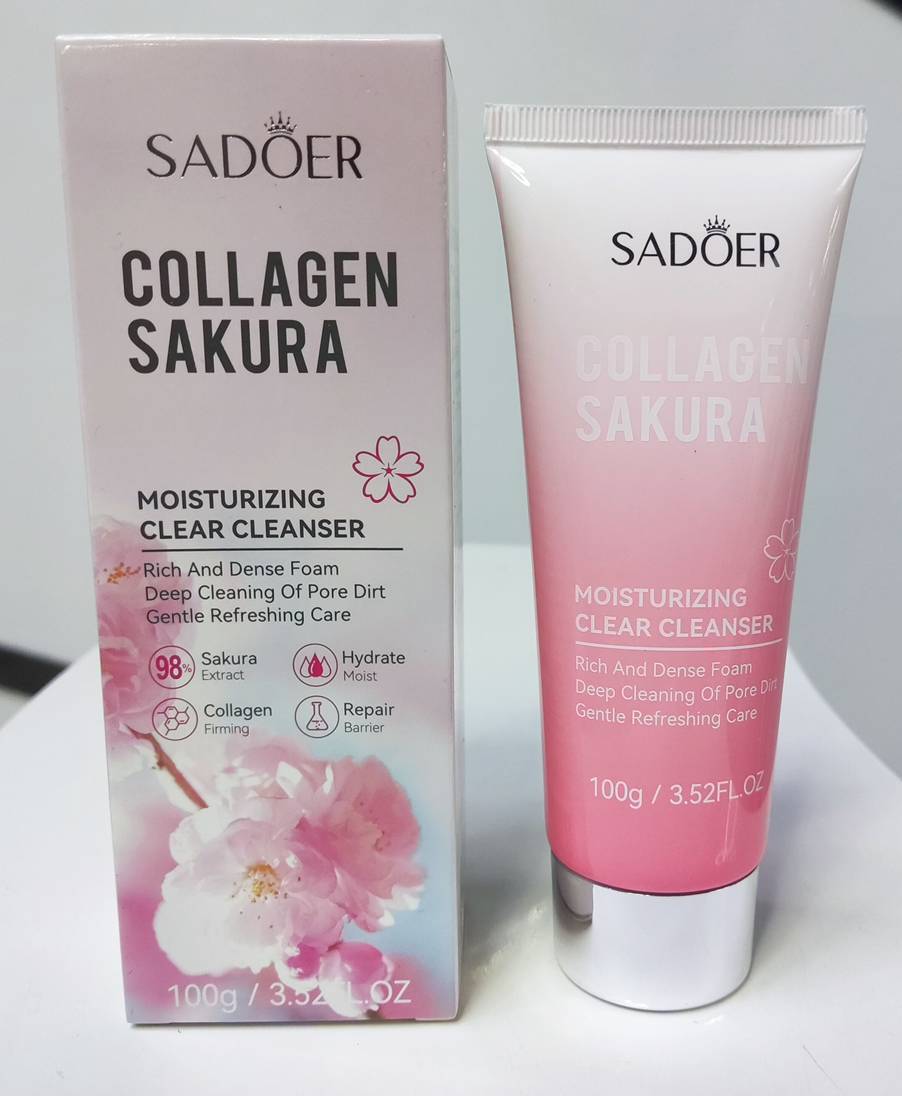 SADOER
COLLAGEN
SAKURA
MOISTURIZING
CLEAR CLEANSER
Rich And Dense Foam
Deep Cleaning Of Pore Dirt
Gentle Refreshing Care
98% Sakura
Extract
Hydrate
Moist
Collagen
Firming
Repair
Barrier
100g / 3.52FL.OZ
SADOER
COLLAGEN
SAKURA
MOISTURIZING
CLEAR CLEANSER
Rich And Dense Foam
Deep Cleaning Of Pore Dirt
Gentle Refreshing Care
100g / 3.52FL.OZ